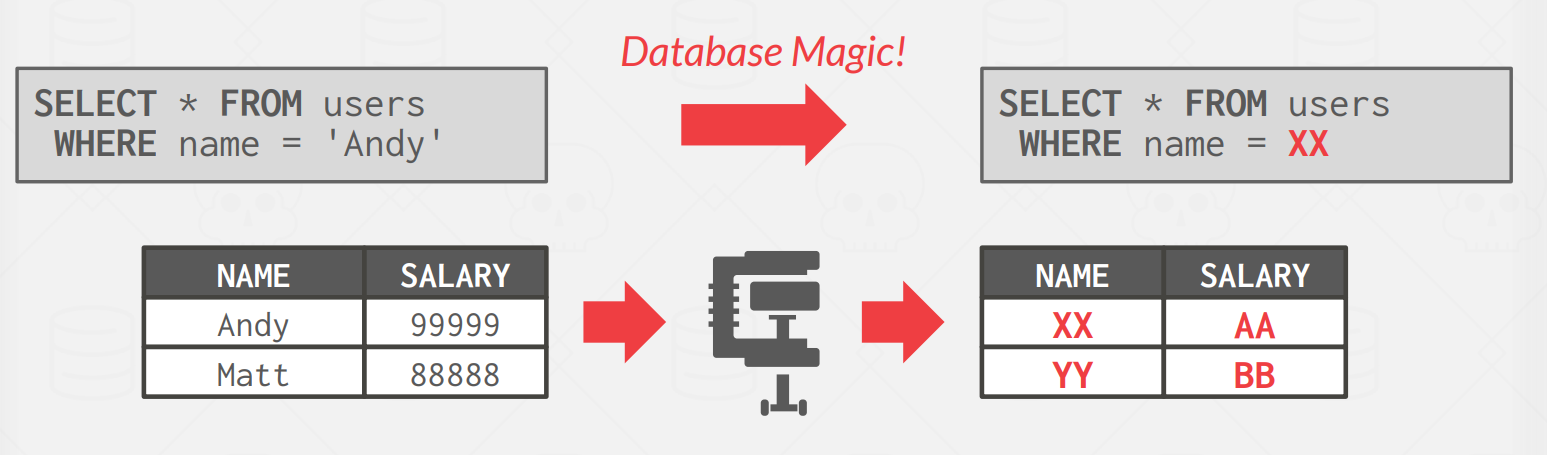 Database Magic!
SELECT * FROM users
WHERE name = 'Andy'
SELECT * FROM users
WHERE name = XX
NAME SALARY
Andy 99999
Matt 88888
NAME SALARY
XX AA
YY BB